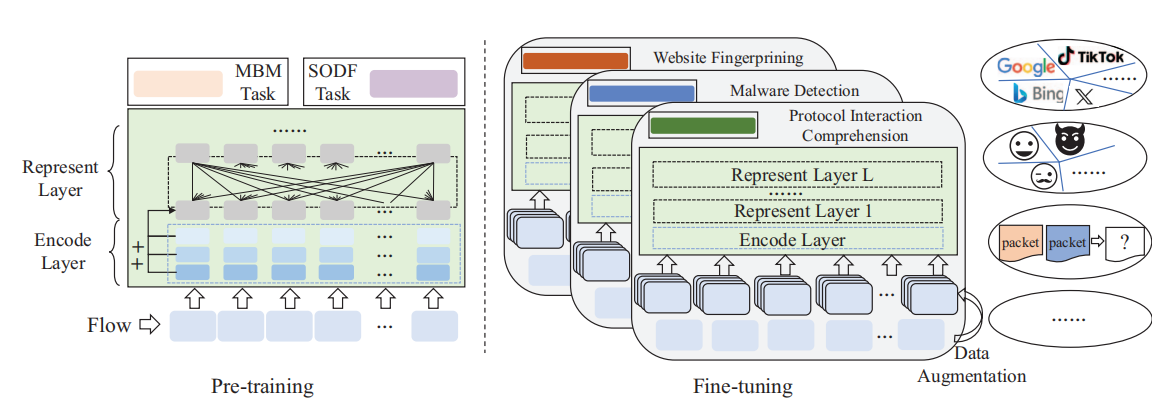 MBM
Task
SODF
Task
......
Represent
Layer
...
...
Encode
Layer
+
+
...
...
...
Flow
...
Pre-training
Website Fingerprining
Malware Detection
Protocol Interaction
Comprehension
Represent Layer L
......
Represent Layer 1
Encode Layer
...
...
Data
Augmentation
Fine-tuning
Google
TikTok
......
Bing
X
......
packet
packet
?
......